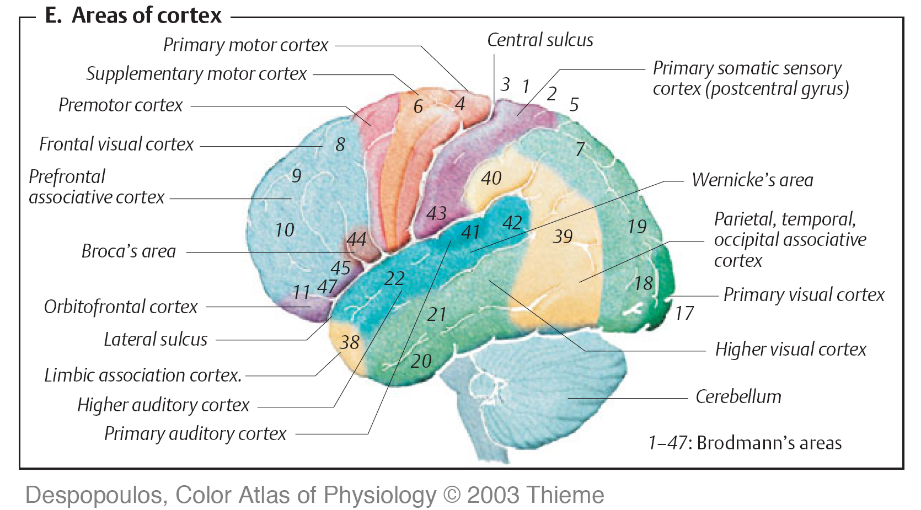 E. Areas of cortex
Primary motor cortex
Supplementary motor cortex
Premotor cortex
Frontal visual cortex
Prefrontal
associative cortex
Broca's area
Orbitofrontal cortex
Lateral sulcus
Limbic association cortex.
Higher auditory cortex
Primary auditory cortex
Central sulcus
Primary somatic sensory
cortex (postcentral gyrus)
Wernicke's area
Parietal, temporal,
occipital associative
cortex
Primary visual cortex
Higher visual cortex
Cerebellum
1–47: Brodmann's areas
3
1
2
5
6
4
8
7
9
40
10
43
42
41
44
39
19
45
47
11
22
18
17
21
38
20
Despopoulos, Color Atlas of Physiology © 2003 Thieme